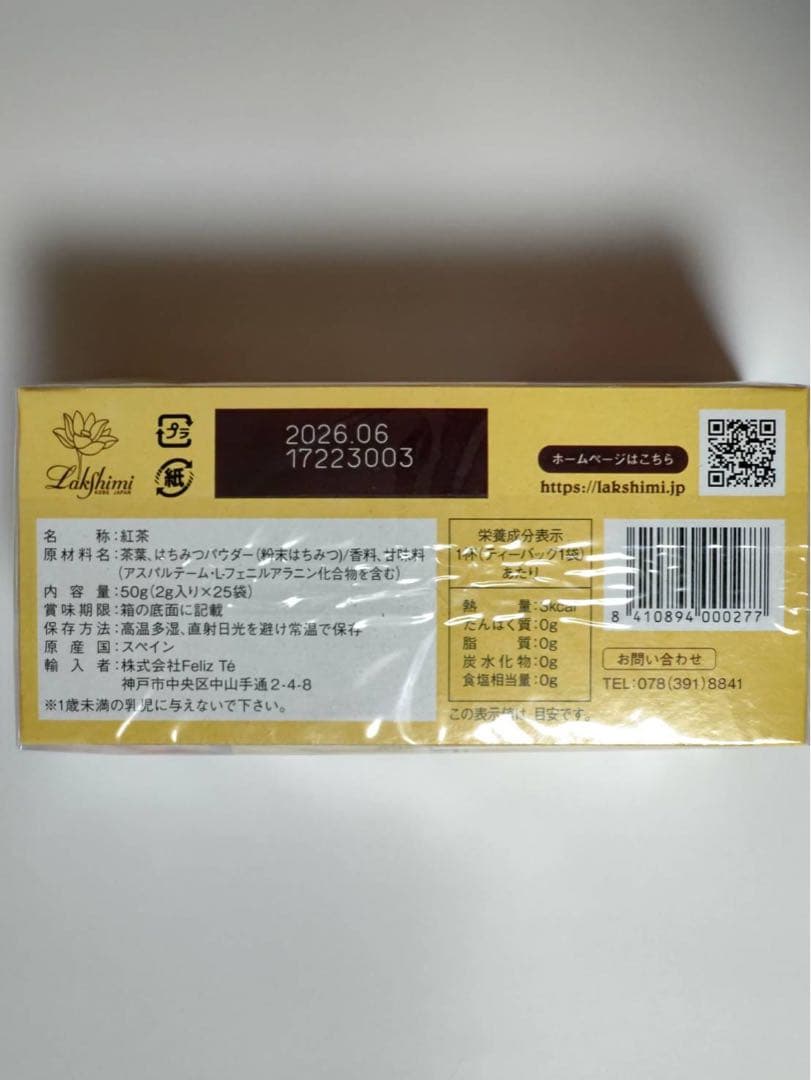 Lakshimi
KOBE JAPAN
プラ
紙
2026.06
17223003
ホームページはこちら
https://lakshimi.jp
名 称:紅茶
原材料名:茶葉、はちみつパウダー(粉末はちみつ)/香料、甘味料
(アスパルテーム・L-フェニルアラニン化合物を含む)
内容量:50g(2g入り×25袋)
賞味期限:箱の底面に記載
保存方法:高温多湿、直射日光を避け常温で保存
原産国:スペイン
輸入者:株式会社Feliz Té
神戸市中央区中山手通2-4-8
※1歳未満の乳児に与えないで下さい。
栄養成分表示
1杯(ティーバック1袋)
あたり
熱 量:3kcal
たんぱく質:0g
脂 質:0g
炭水化物:0g
食塩相当量:0g
この表示値は、目安です。
8 410894 000277
お問い合わせ
TEL:078(391)8841